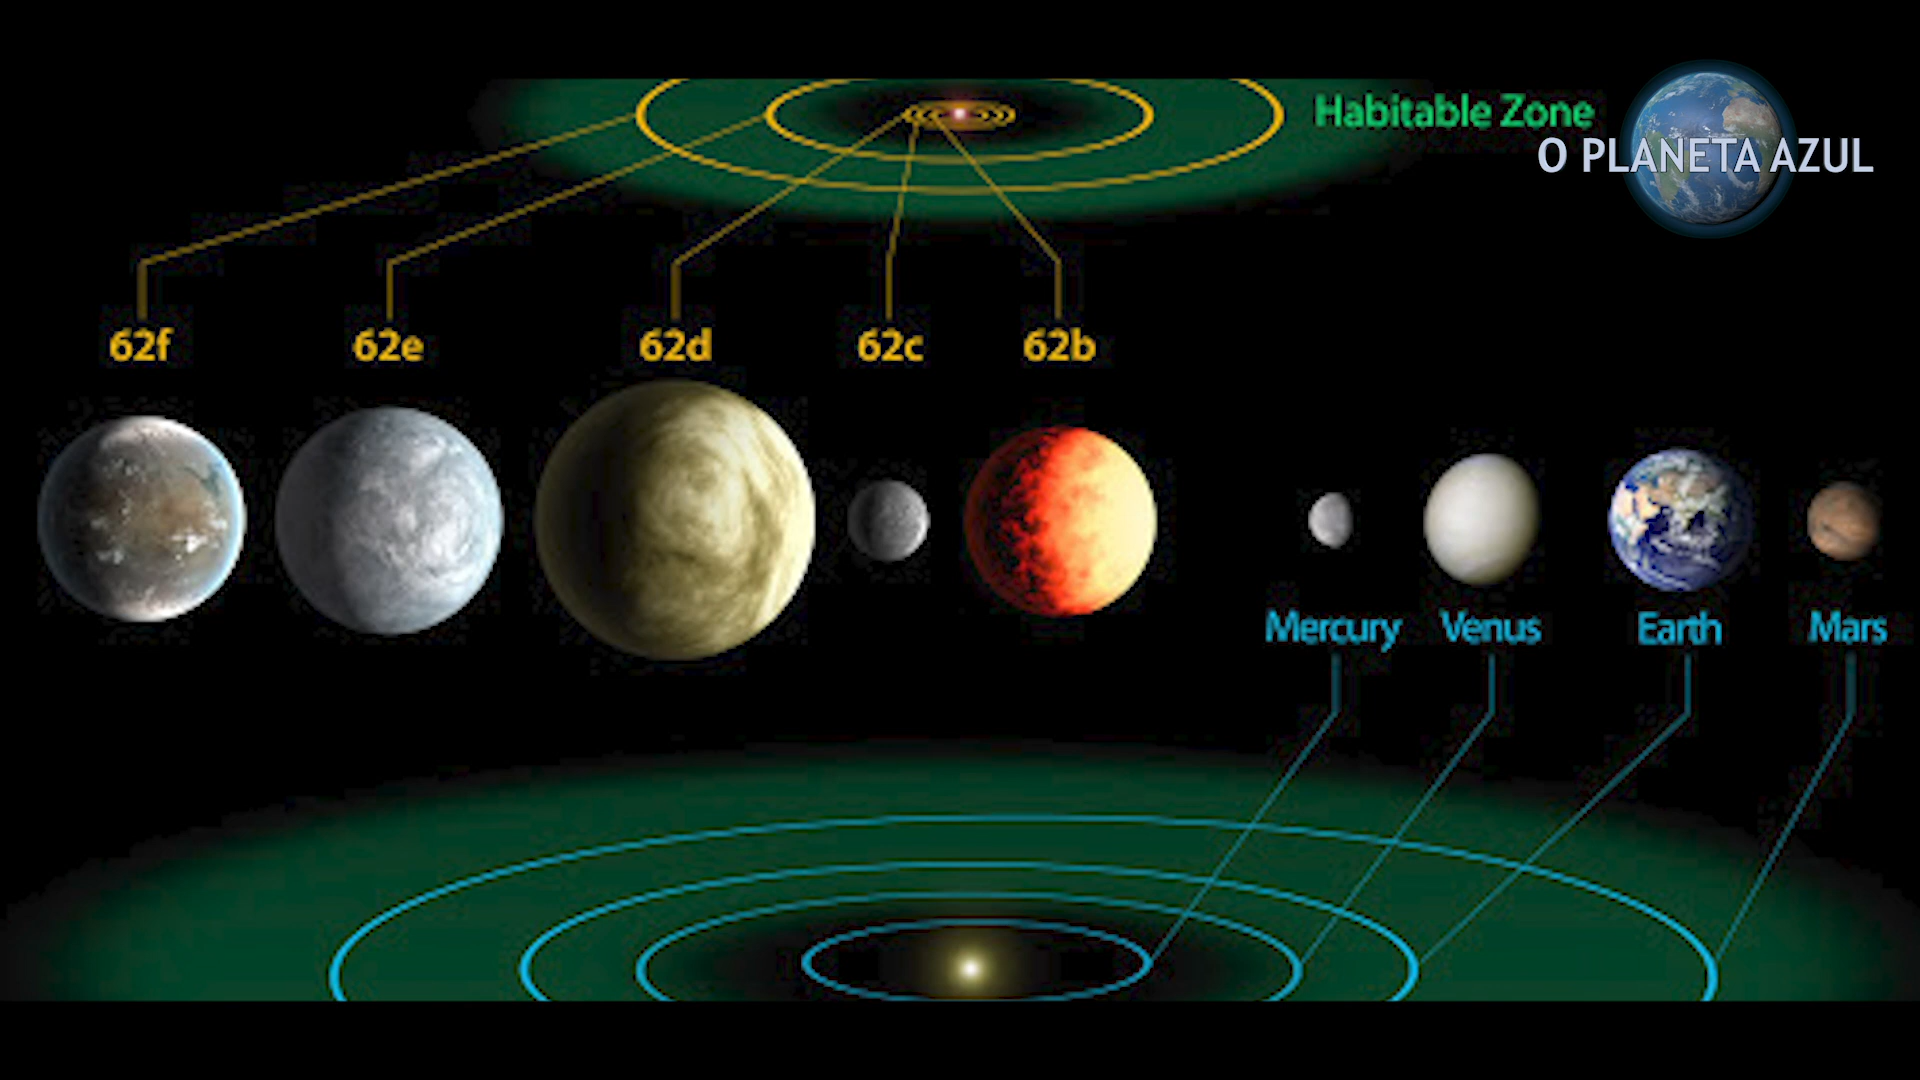 Habitable Zone
O PLANETA AZUL
62f 62e 62d 62c 62b
Mercury Venus Earth Mars